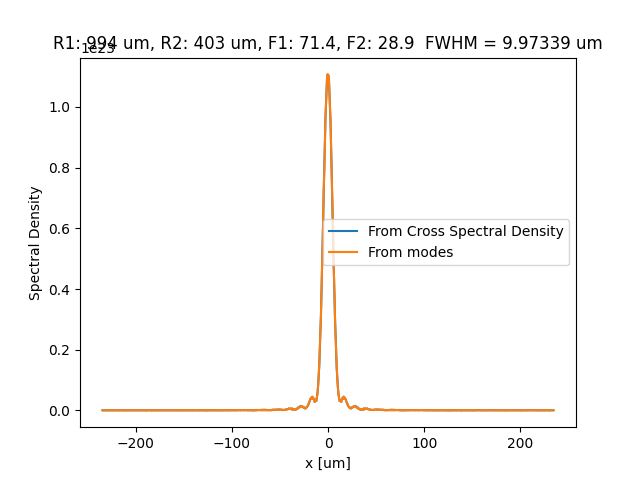 R1: 994 um, R2: 403 um, F1: 71.4, F2: 28.9  FWHM = 9.97339 um
1e23
1.0
0.8
0.6
0.4
0.2
0.0
Spectral Density
From Cross Spectral Density
From modes
−200
−100
0
100
200
x [um]